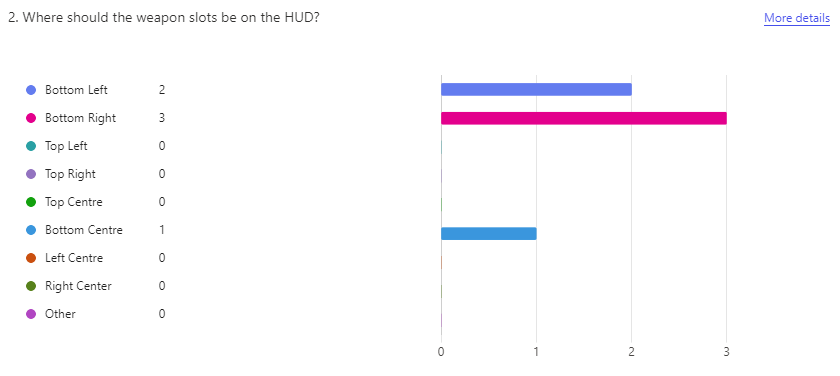 2. Where should the weapon slots be on the HUD?
More details
Bottom Left 2
Bottom Right 3
Top Left 0
Top Right 0
Top Centre 0
Bottom Centre 1
Left Centre 0
Right Center 0
Other 0
0 1 2 3